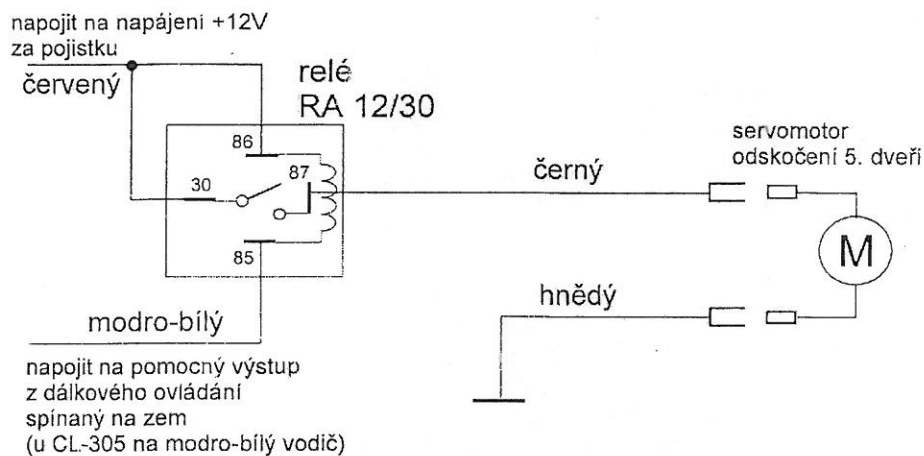 napojit na napájeni +12V
za pojistku
červený
relé
RA 12/30
86
87
30
85
černý
servomotor
odskočení 5. dveří
M
hnědý
modro-bílý
napojit na pomocný výstup
z dálkového ovládání
spínaný na zem
(u CL-305 na modro-bílý vodič)